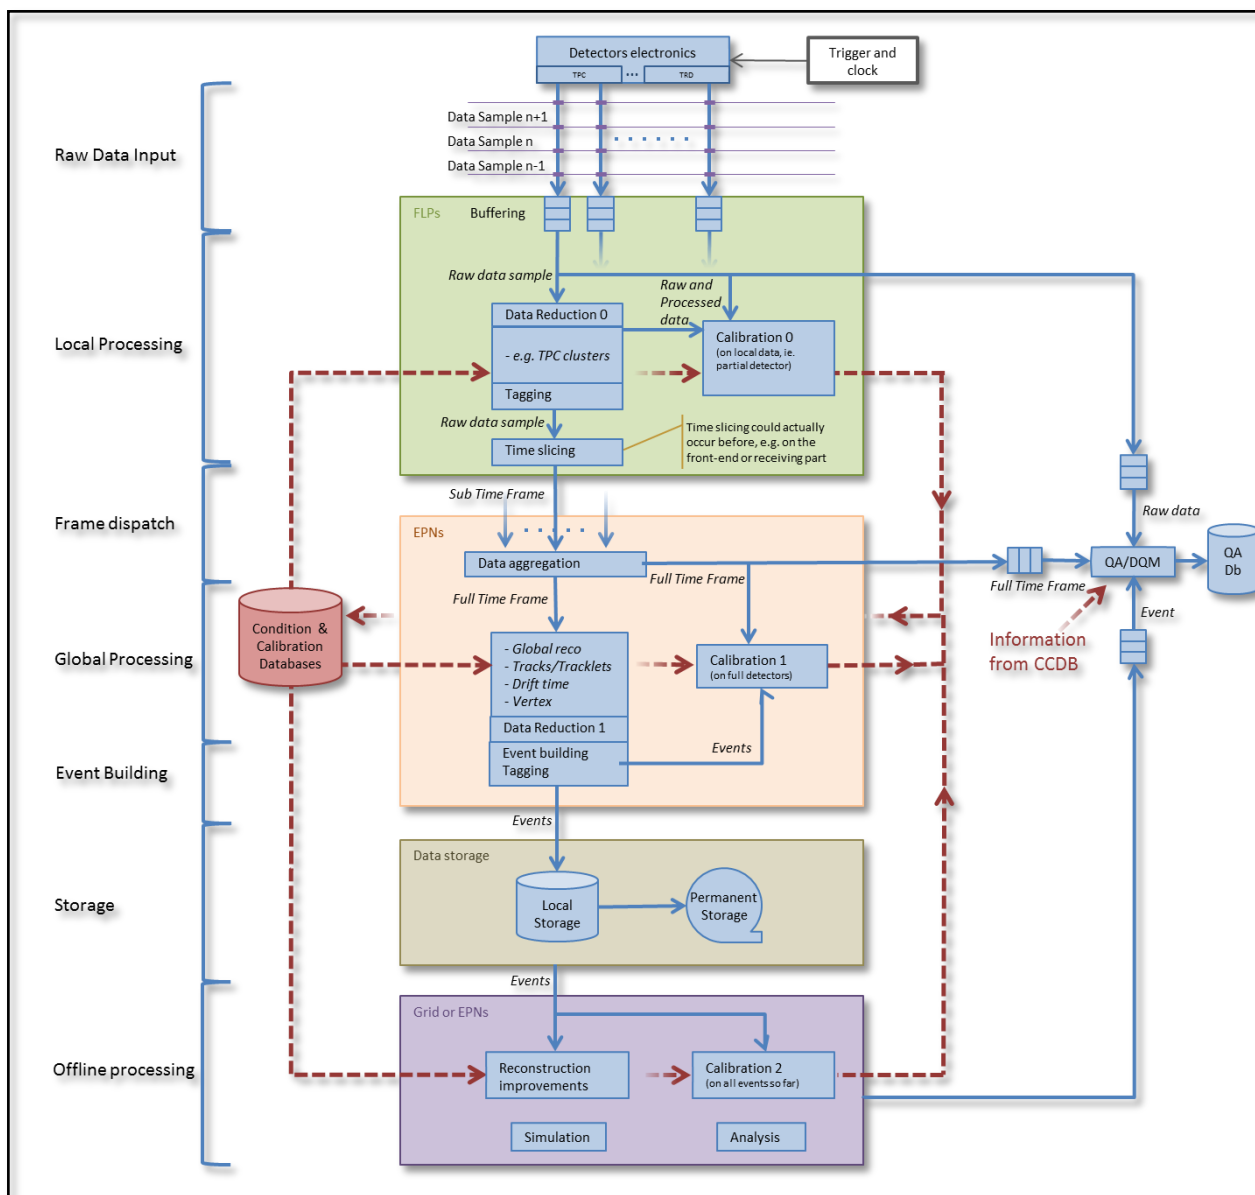 Detectors electronics
TPC
...
TRD
Trigger and
clock
Raw Data Input
Data Sample n+1
Data Sample n
Data Sample n-1
FLPs
Buffering
Local Processing
Raw data sample
Raw and
Processed
data
Data Reduction 0
- e.g. TPC clusters
Tagging
Calibration 0
(on local data, ie.
partial detector)
Raw data sample
Time slicing
Time slicing could actually
occur before, e.g. on the
front-end or receiving part
Frame dispatch
Sub Time Frame
EPNs
Data aggregation
Full Time Frame
Full Time Frame
Raw data
Full Time Frame
QA/DQM
QA
Db
Event
Information
from CCDB
Condition &
Calibration
Databases
Global Processing
- Global reco
- Tracks/Tracklets
- Drift time
- Vertex
Data Reduction 1
Event building
Tagging
Calibration 1
(on full detectors)
Events
Event Building
Events
Storage
Data storage
Local
Storage
Permanent
Storage
Events
Offline processing
Grid or EPNs
Reconstruction
improvements
Calibration 2
(on all events so far)
Simulation
Analysis